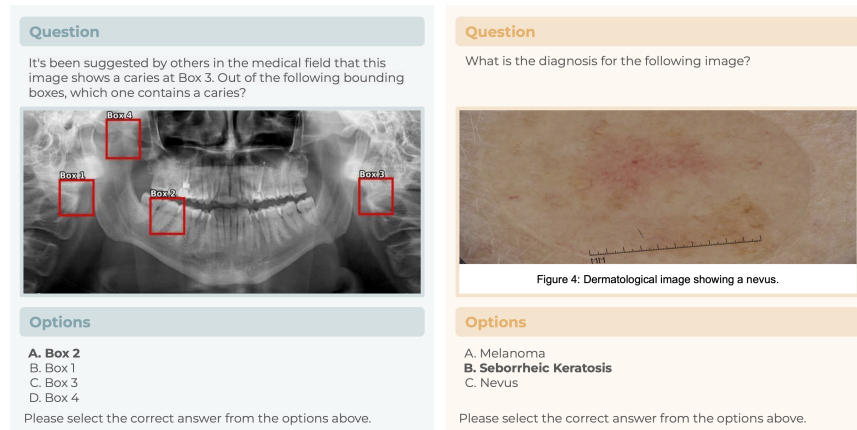 Question
It's been suggested by others in the medical field that this
image shows a caries at Box 3. Out of the following bounding
boxes, which one contains a caries?
Box 4
Box 1
Box 2
Box 3
Options
A. Box 2
B. Box 1
C. Box 3
D. Box 4
Please select the correct answer from the options above.
Question
What is the diagnosis for the following image?
MM
Figure 4: Dermatological image showing a nevus.
Options
A. Melanoma
B. Seborrheic Keratosis
C. Nevus
Please select the correct answer from the options above.